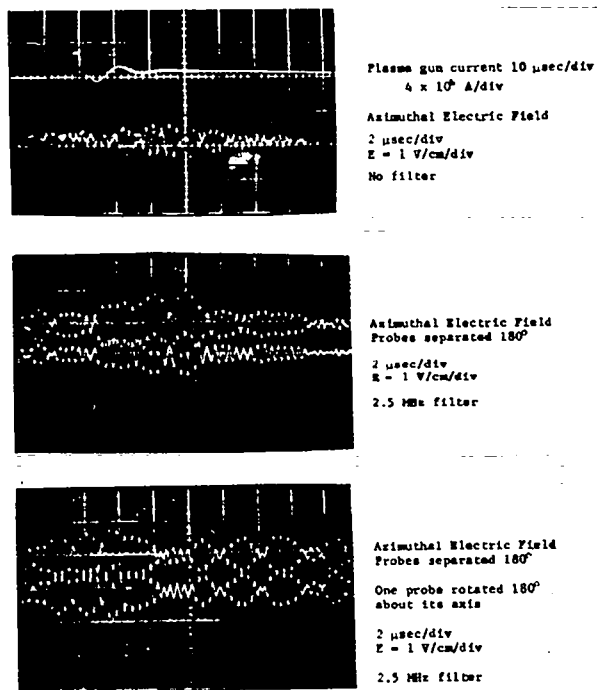 Plasma gun current 10 μsec/div
4 x 10⁴ A/div
Azimuthal Electric Field
2 μsec/div
E = 1 V/cm/div
No filter
Azimuthal Electric Field
Probes separated 180°
2 μsec/div
E = 1 V/cm/div
2.5 MHz filter
Azimuthal Electric Field
Probes separated 180°
One probe rotated 180°
about its axis
2 μsec/div
E = 1 V/cm/div
2.5 MHz filter